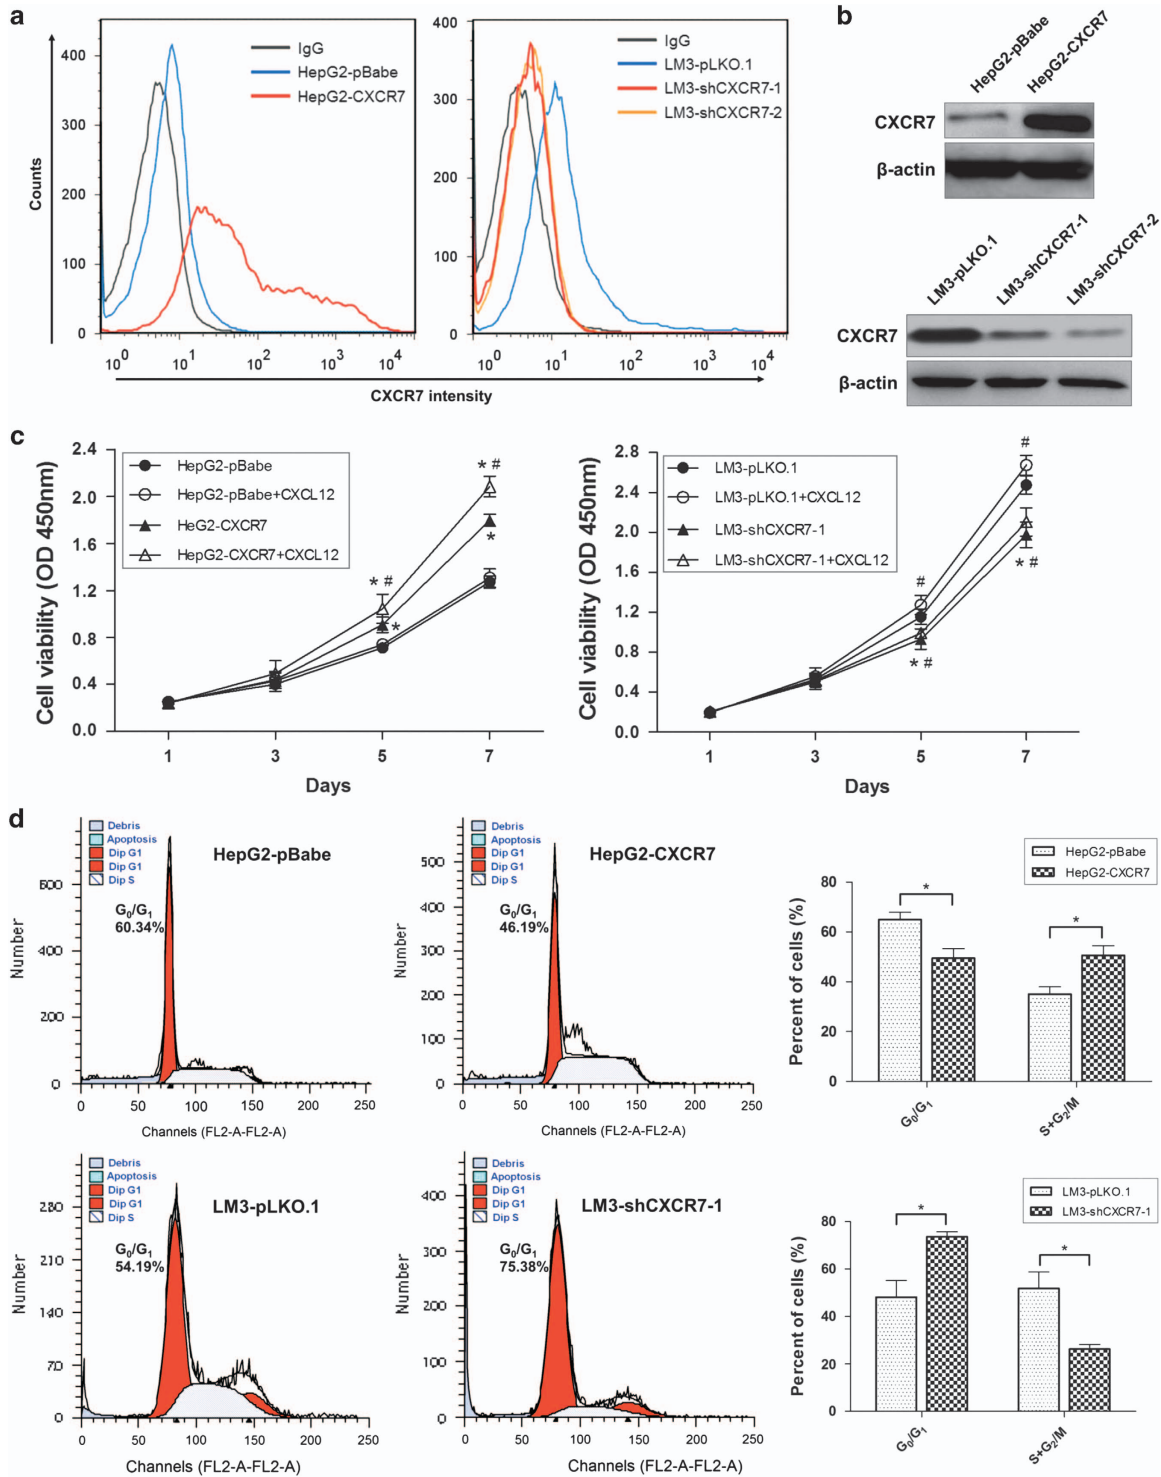 a
Counts
400
300
200
100
0
IgG
HepG2-pBabe
HepG2-CXCR7
10^0 10^1 10^2 10^3 10^4
400
300
200
100
0
IgG
LM3-pLKO.1
LM3-shCXCR7-1
LM3-shCXCR7-2
10^0 10^1 10^2 10^3 10^4
CXCR7 intensity
b
HepG2-pBabe
HepG2-CXCR7
CXCR7
β-actin
LM3-pLKO.1
LM3-shCXCR7-1
LM3-shCXCR7-2
CXCR7
β-actin
c
Cell viability (OD 450nm)
2.4
2.0
1.6
1.2
0.8
0.4
0.0
HepG2-pBabe
HepG2-pBabe+CXCL12
HeG2-CXCR7
HepG2-CXCR7+CXCL12
* #
*
* #
*
1 3 5 7
Days
Cell viability (OD 450nm)
2.8
2.4
2.0
1.6
1.2
0.8
0.4
0.0
LM3-pLKO.1
LM3-pLKO.1+CXCL12
LM3-shCXCR7-1
LM3-shCXCR7-1+CXCL12
#
* #
#
* #
1 3 5 7
Days
d
Debris
Apoptosis
Dip G1
Dip G1
Dip S
HepG2-pBabe
G0/G1
60.34%
Number
600
400
200
0
0 50 100 150 200 250
Channels (FL2-A-FL2-A)
Debris
Apoptosis
Dip G1
Dip G1
Dip S
HepG2-CXCR7
G0/G1
46.19%
Number
500
400
300
200
100
0
0 50 100 150 200 250
Channels (FL2-A-FL2-A)
HepG2-pBabe
HepG2-CXCR7
Percent of cells (%)
80
60
40
20
0
*
*
G0/G1
S+G2/M
Debris
Apoptosis
Dip G1
Dip G1
Dip S
LM3-pLKO.1
G0/G1
54.19%
Number
280
210
140
70
0
0 50 100 150 200 250
Channels (FL2-A-FL2-A)
Debris
Apoptosis
Dip G1
Dip G1
Dip S
LM3-shCXCR7-1
G0/G1
75.38%
Number
400
300
200
100
0
0 50 100 150 200 250
Channels (FL2-A-FL2-A)
LM3-pLKO.1
LM3-shCXCR7-1
Percent of cells (%)
80
60
40
20
0
*
*
G0/G1
S+G2/M